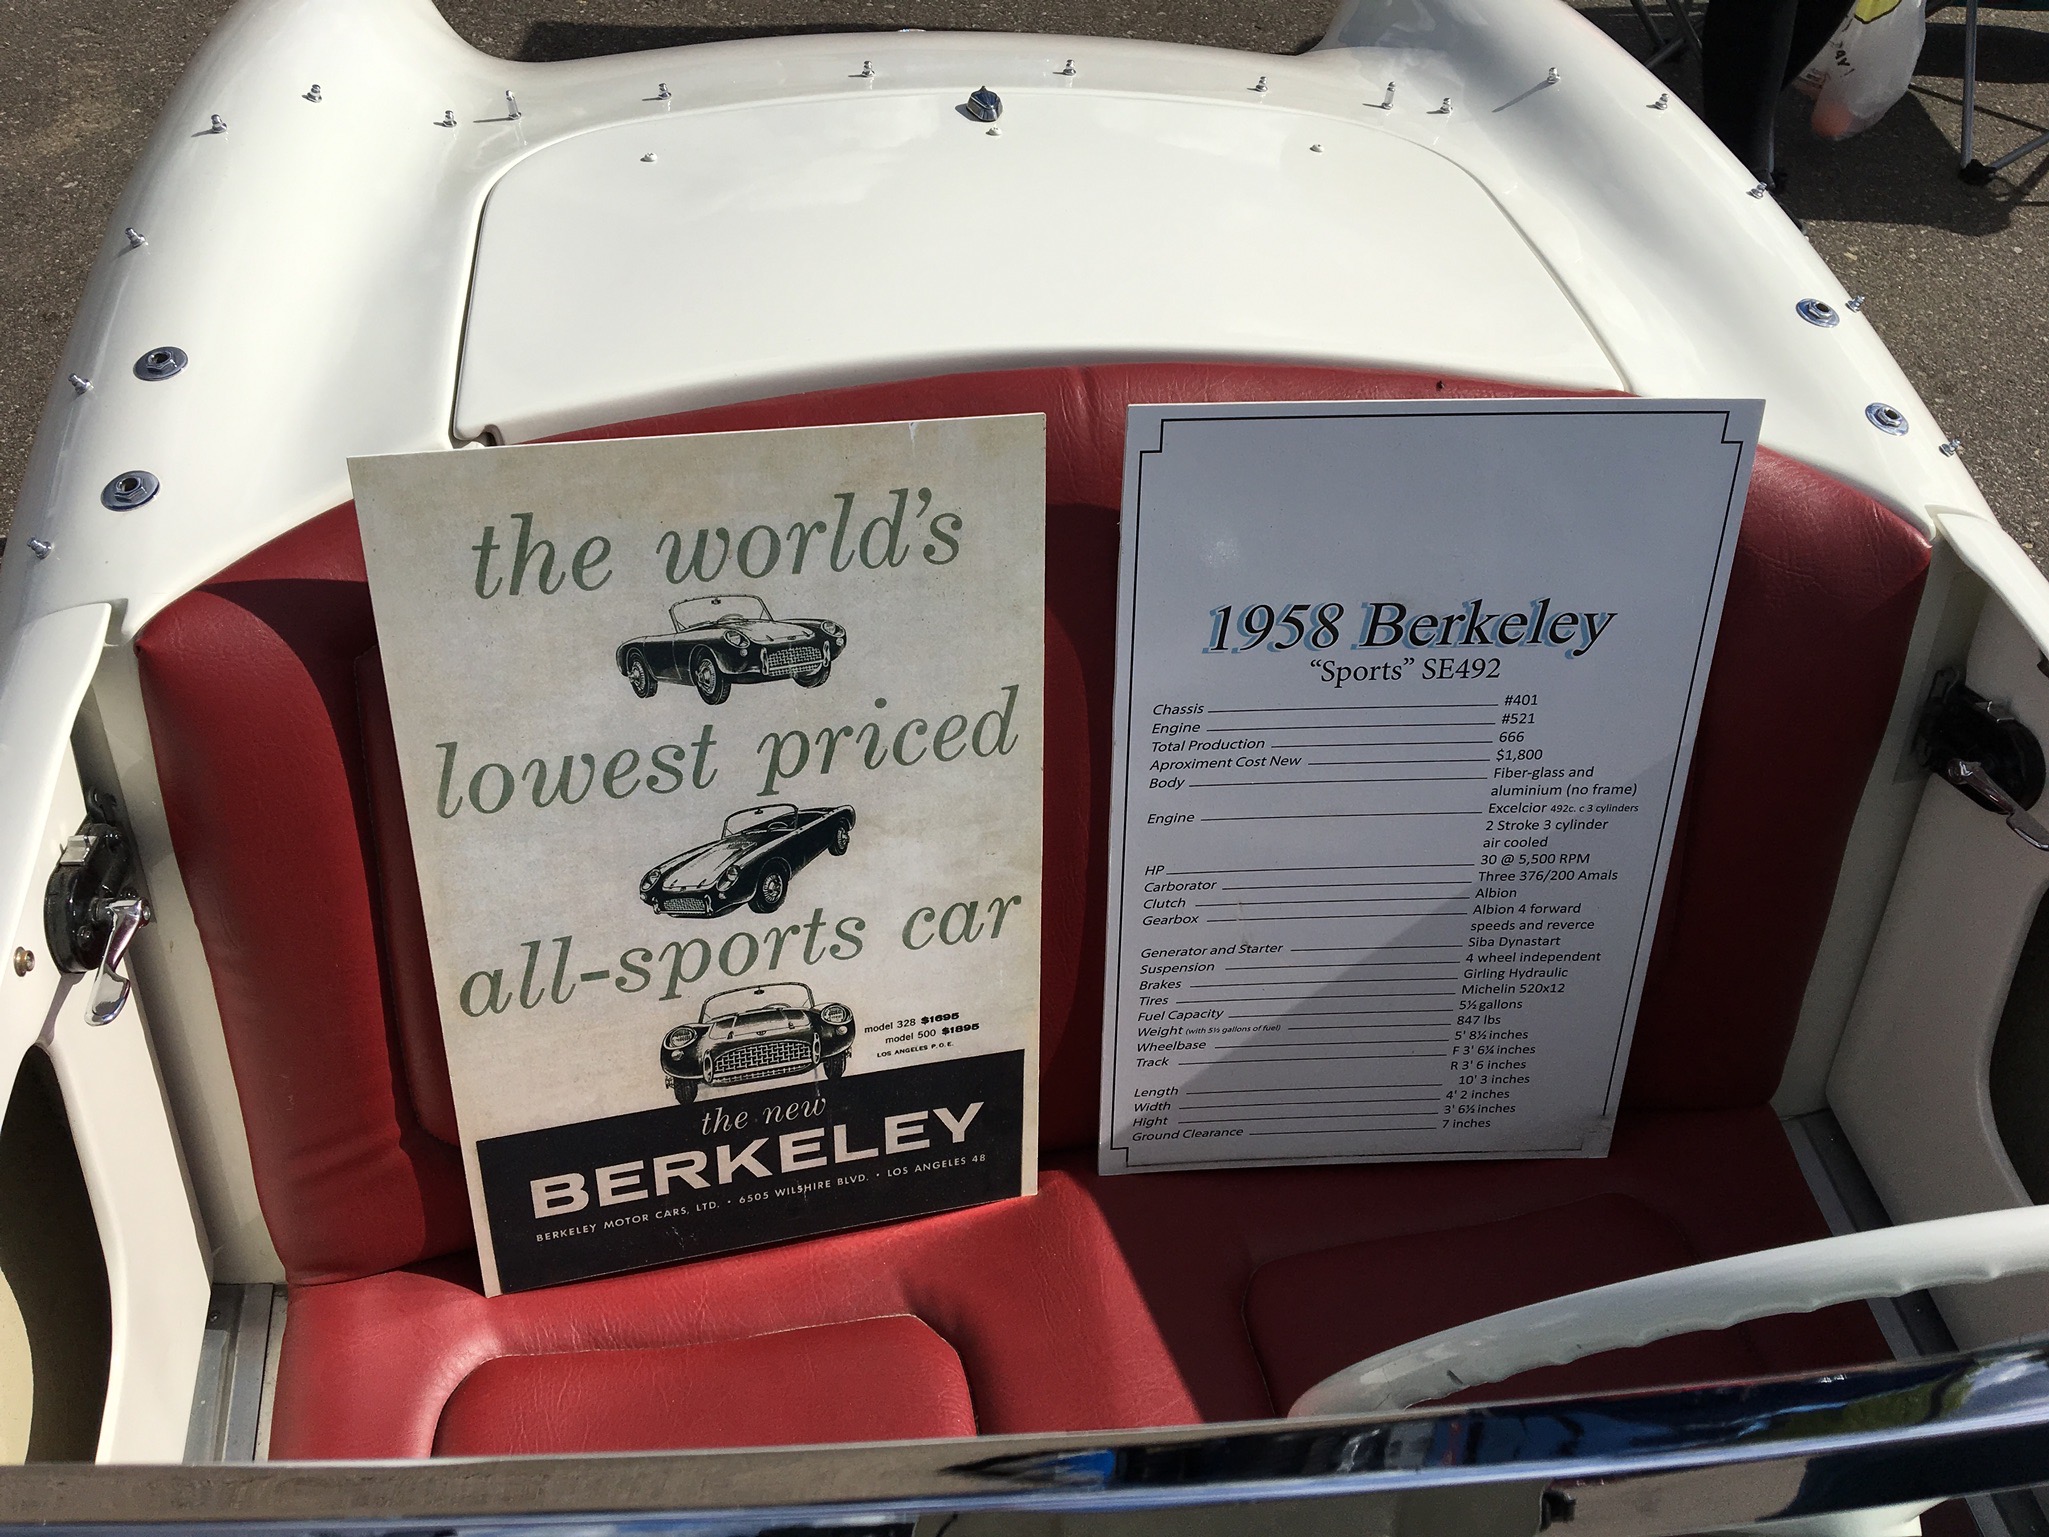 the world's
lowest priced
all-sports car
model 328 $1695
model 500 $1895
LOS ANGELES P.O.E.
the new
BERKELEY
BERKELEY MOTOR CARS, LTD. • 6505 WILSHIRE BLVD. • LOS ANGELES 48
1958 Berkeley
“Sports” SE492
Chassis #401
Engine #521
Total Production 666
Aproximent Cost New $1,800
Body Fiber-glass and
aluminium (no frame)
Engine Excelcior 492c. c 3 cylinders
2 Stroke 3 cylinder
air cooled
HP 30 @ 5,500 RPM
Carborator Three 376/200 Amals
Clutch Albion
Gearbox Albion 4 forward
speeds and reverce
Generator and Starter Siba Dynastart
Suspension 4 wheel independent
Brakes Girling Hydraulic
Tires Michelin 520x12
Fuel Capacity 5½ gallons
Weight (with 5½ gallons of fuel) 847 lbs
Wheelbase 5' 8½ inches
Track F 3' 6¼ inches
R 3' 6 inches
Length 10' 3 inches
Width 4' 2 inches
Hight 3' 6½ inches
Ground Clearance 7 inches